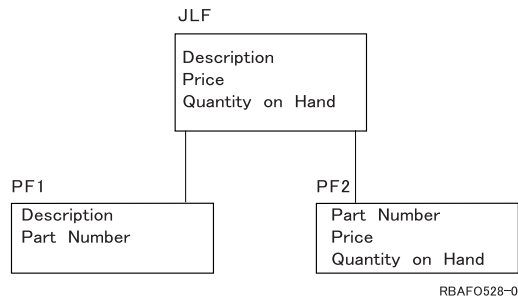 JLF
Description
Price
Quantity on Hand
PF1
Description
Part Number
PF2
Part Number
Price
Quantity on Hand
RBAFO528-0